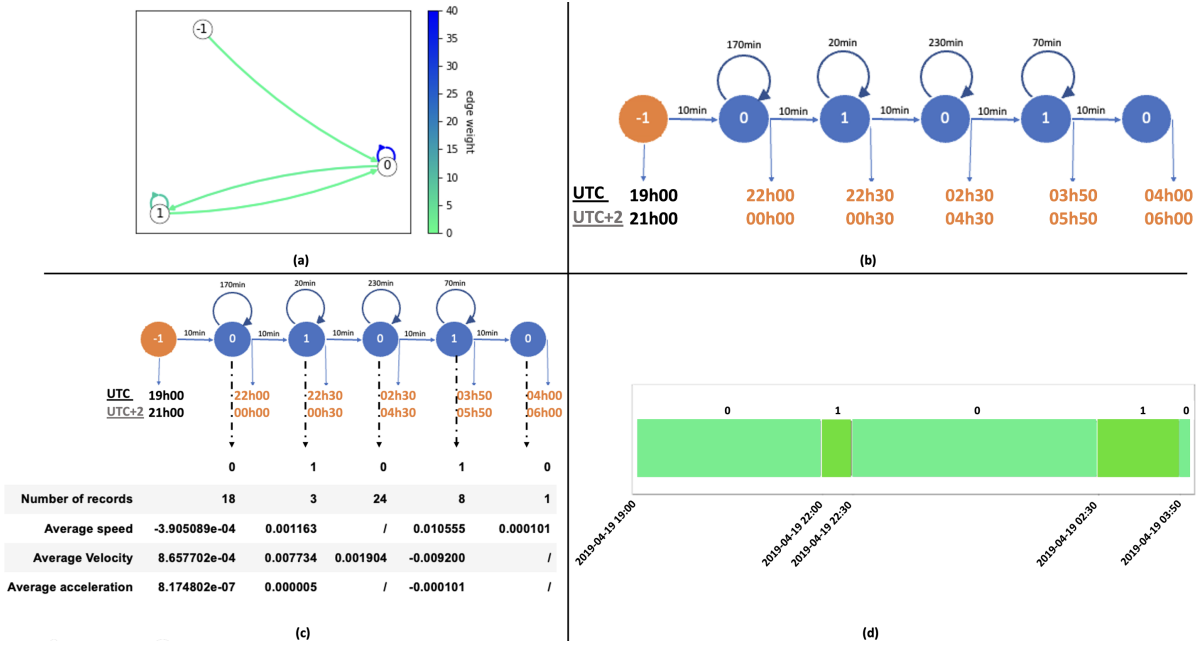 -1
0
1
40
35
30
25
20
15
10
5
0
edge weight
(a)
170min 20min 230min 70min
-1 10min 0 10min 1 10min 0 10min 1 10min 0
UTC 19h00 22h00 22h30 02h30 03h50 04h00
UTC+2 21h00 00h00 00h30 04h30 05h50 06h00
(b)
170min 20min 230min 70min
-1 10min 0 10min 1 10min 0 10min 1 10min 0
UTC 19h00 22h00 22h30 02h30 03h50 04h00
UTC+2 21h00 00h00 00h30 04h30 05h50 06h00
0 1 0 1 0
Number of records 18 3 24 8 1
Average speed -3.905089e-04 0.001163 / 0.010555 0.000101
Average Velocity 8.657702e-04 0.007734 0.001904 -0.009200 /
Average acceleration 8.174802e-07 0.000005 / -0.000101 /
(c)
0 1 0 1 0
2019-04-19 19:00
2019-04-19 22:00
2019-04-19 22:30
2019-04-19 02:30
2019-04-19 03:50
(d)